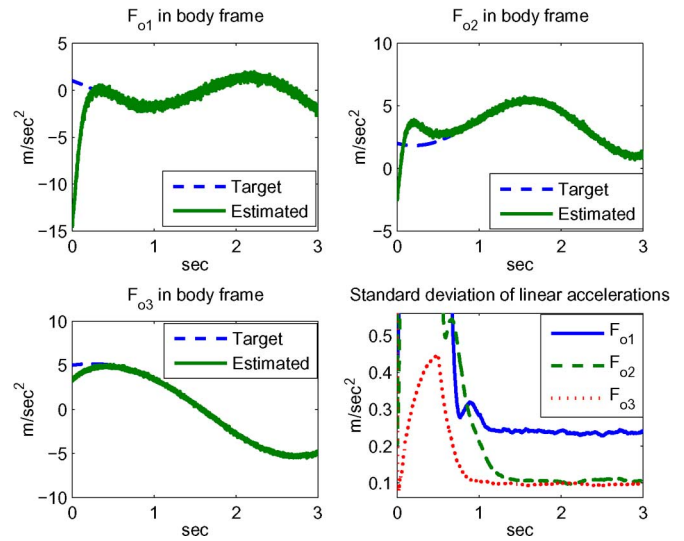 F_o1 in body frame
5
0
−5
−10
−15
m/sec²
0 1 2 3
sec
Target
Estimated
F_o2 in body frame
10
5
0
−5
m/sec²
0 1 2 3
sec
Target
Estimated
F_o3 in body frame
10
5
0
−5
−10
m/sec²
0 1 2 3
sec
Target
Estimated
Standard deviation of linear accelerations
0.5
0.4
0.3
0.2
0.1
m/sec²
0 1 2 3
sec
F_o1
F_o2
F_o3